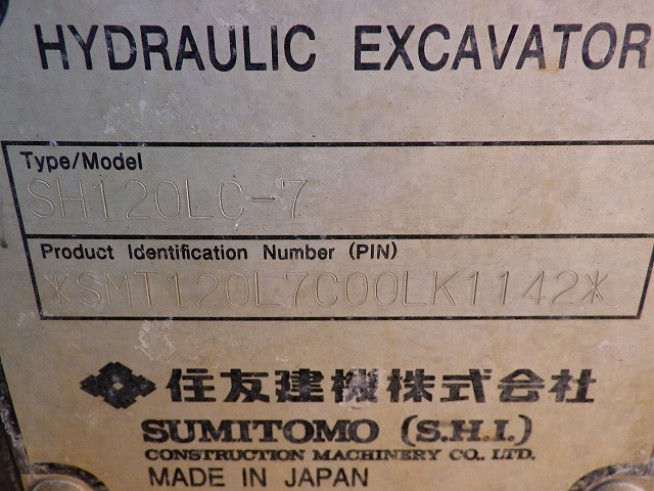 HYDRAULIC EXCAVATOR
Type/Model
SH120LC-7
Product Identification Number (PIN)
*SMT120L7C00LK1142*
住友建機株式会社
SUMITOMO (S.H.I.)
CONSTRUCTION MACHINERY CO., LTD.
MADE IN JAPAN